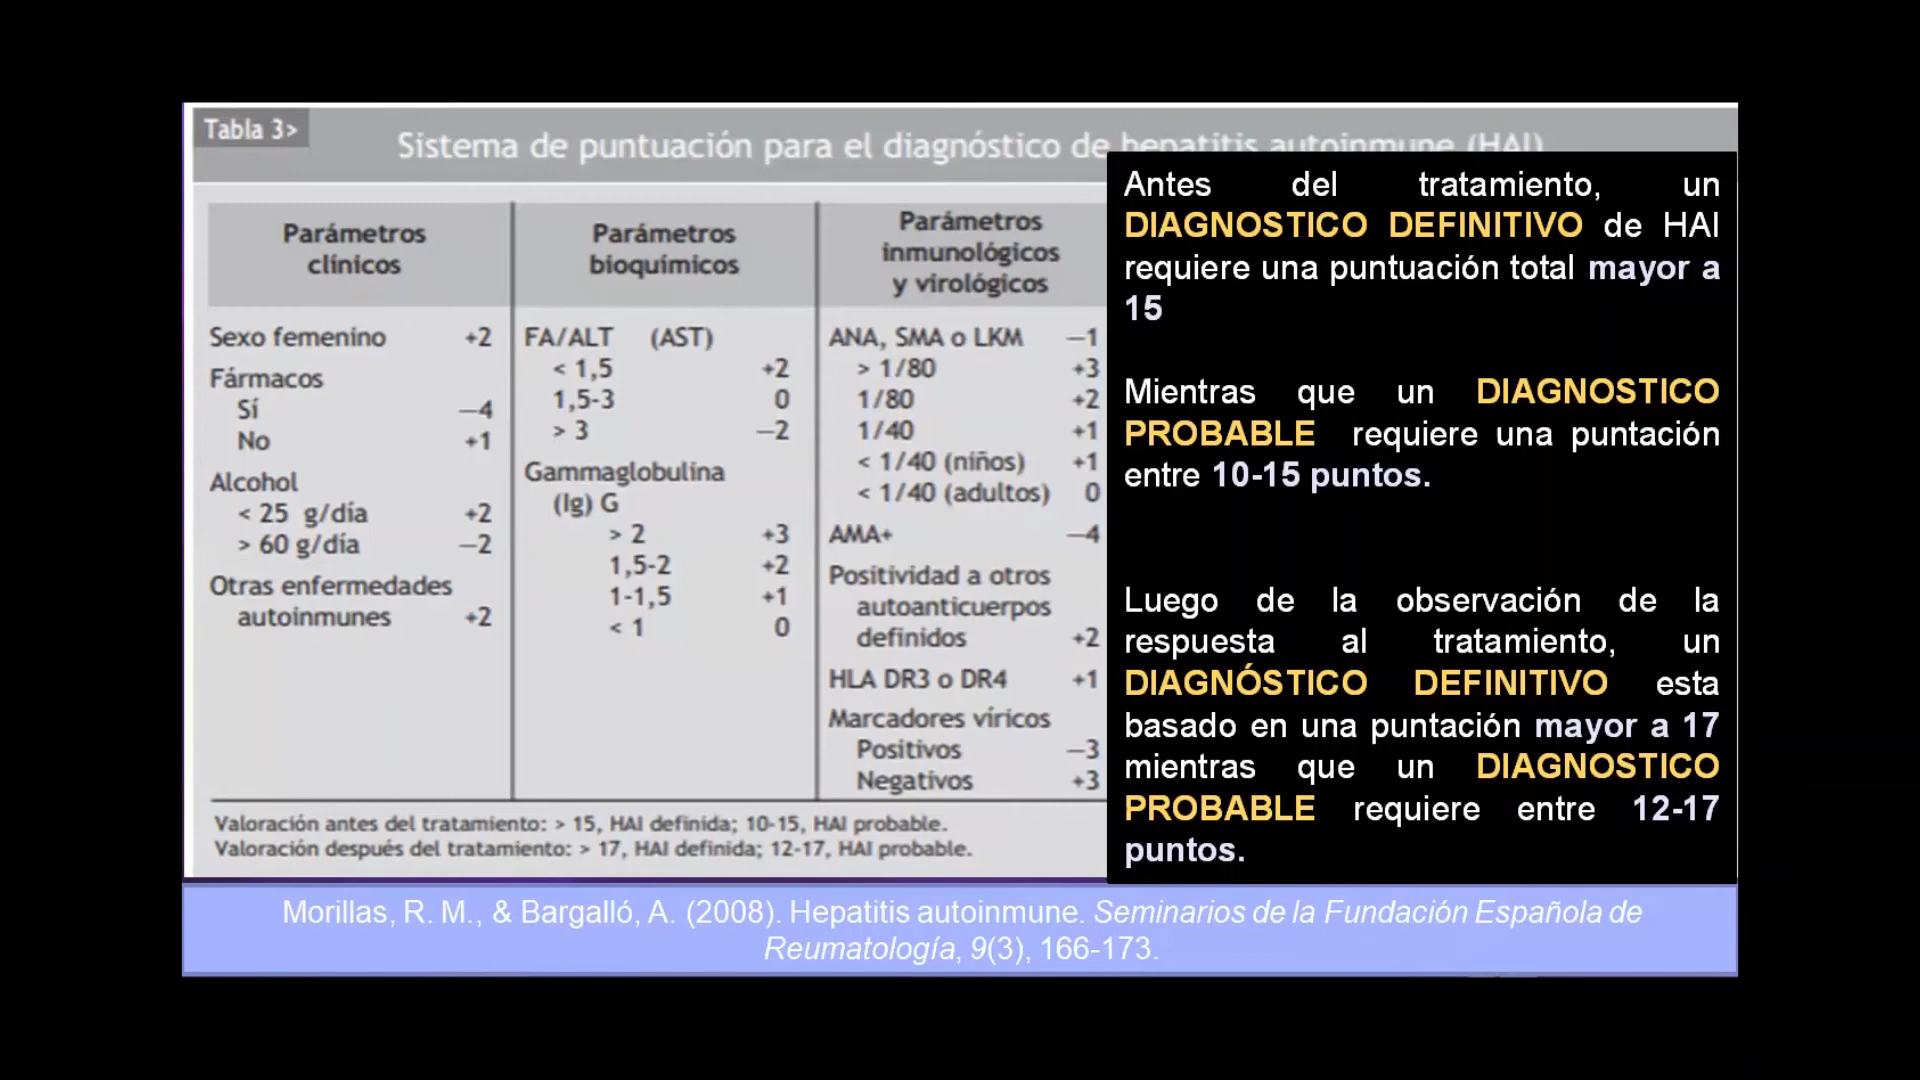 Tabla 3>
Sistema de puntuación para el diagnóstico de hepatitis autoinmune (HAI)
Parámetros
clínicos
Sexo femenino +2
Fármacos
Sí —4
No +1
Alcohol
< 25 g/día +2
> 60 g/día —2
Otras enfermedades
autoinmunes +2
Parámetros
bioquímicos
FA/ALT (AST)
< 1,5 +2
1,5-3 0
> 3 —2
Gammaglobulina
(Ig) G
> 2 +3
1,5-2 +2
1-1,5 +1
< 1 0
Parámetros
inmunológicos
y virológicos
ANA, SMA o LKM —1
> 1/80 +3
1/80 +2
1/40 +1
< 1/40 (niños) +1
< 1/40 (adultos) 0
AMA+ —4
Positividad a otros
autoanticuerpos
definidos +2
HLA DR3 o DR4 +1
Marcadores víricos
Positivos —3
Negativos +3
Valoración antes del tratamiento: > 15, HAI definida; 10-15, HAI probable.
Valoración después del tratamiento: > 17, HAI definida; 12-17, HAI probable.
Antes del tratamiento, un
DIAGNOSTICO DEFINITIVO de HAI
requiere una puntuación total mayor a
15
Mientras que un DIAGNOSTICO
PROBABLE requiere una puntación
entre 10-15 puntos.
Luego de la observación de la
respuesta al tratamiento, un
DIAGNÓSTICO DEFINITIVO esta
basado en una puntación mayor a 17
mientras que un DIAGNOSTICO
PROBABLE requiere entre 12-17
puntos.
Morillas, R. M., & Bargalló, A. (2008). Hepatitis autoinmune. Seminarios de la Fundación Española de
Reumatología, 9(3), 166-173.